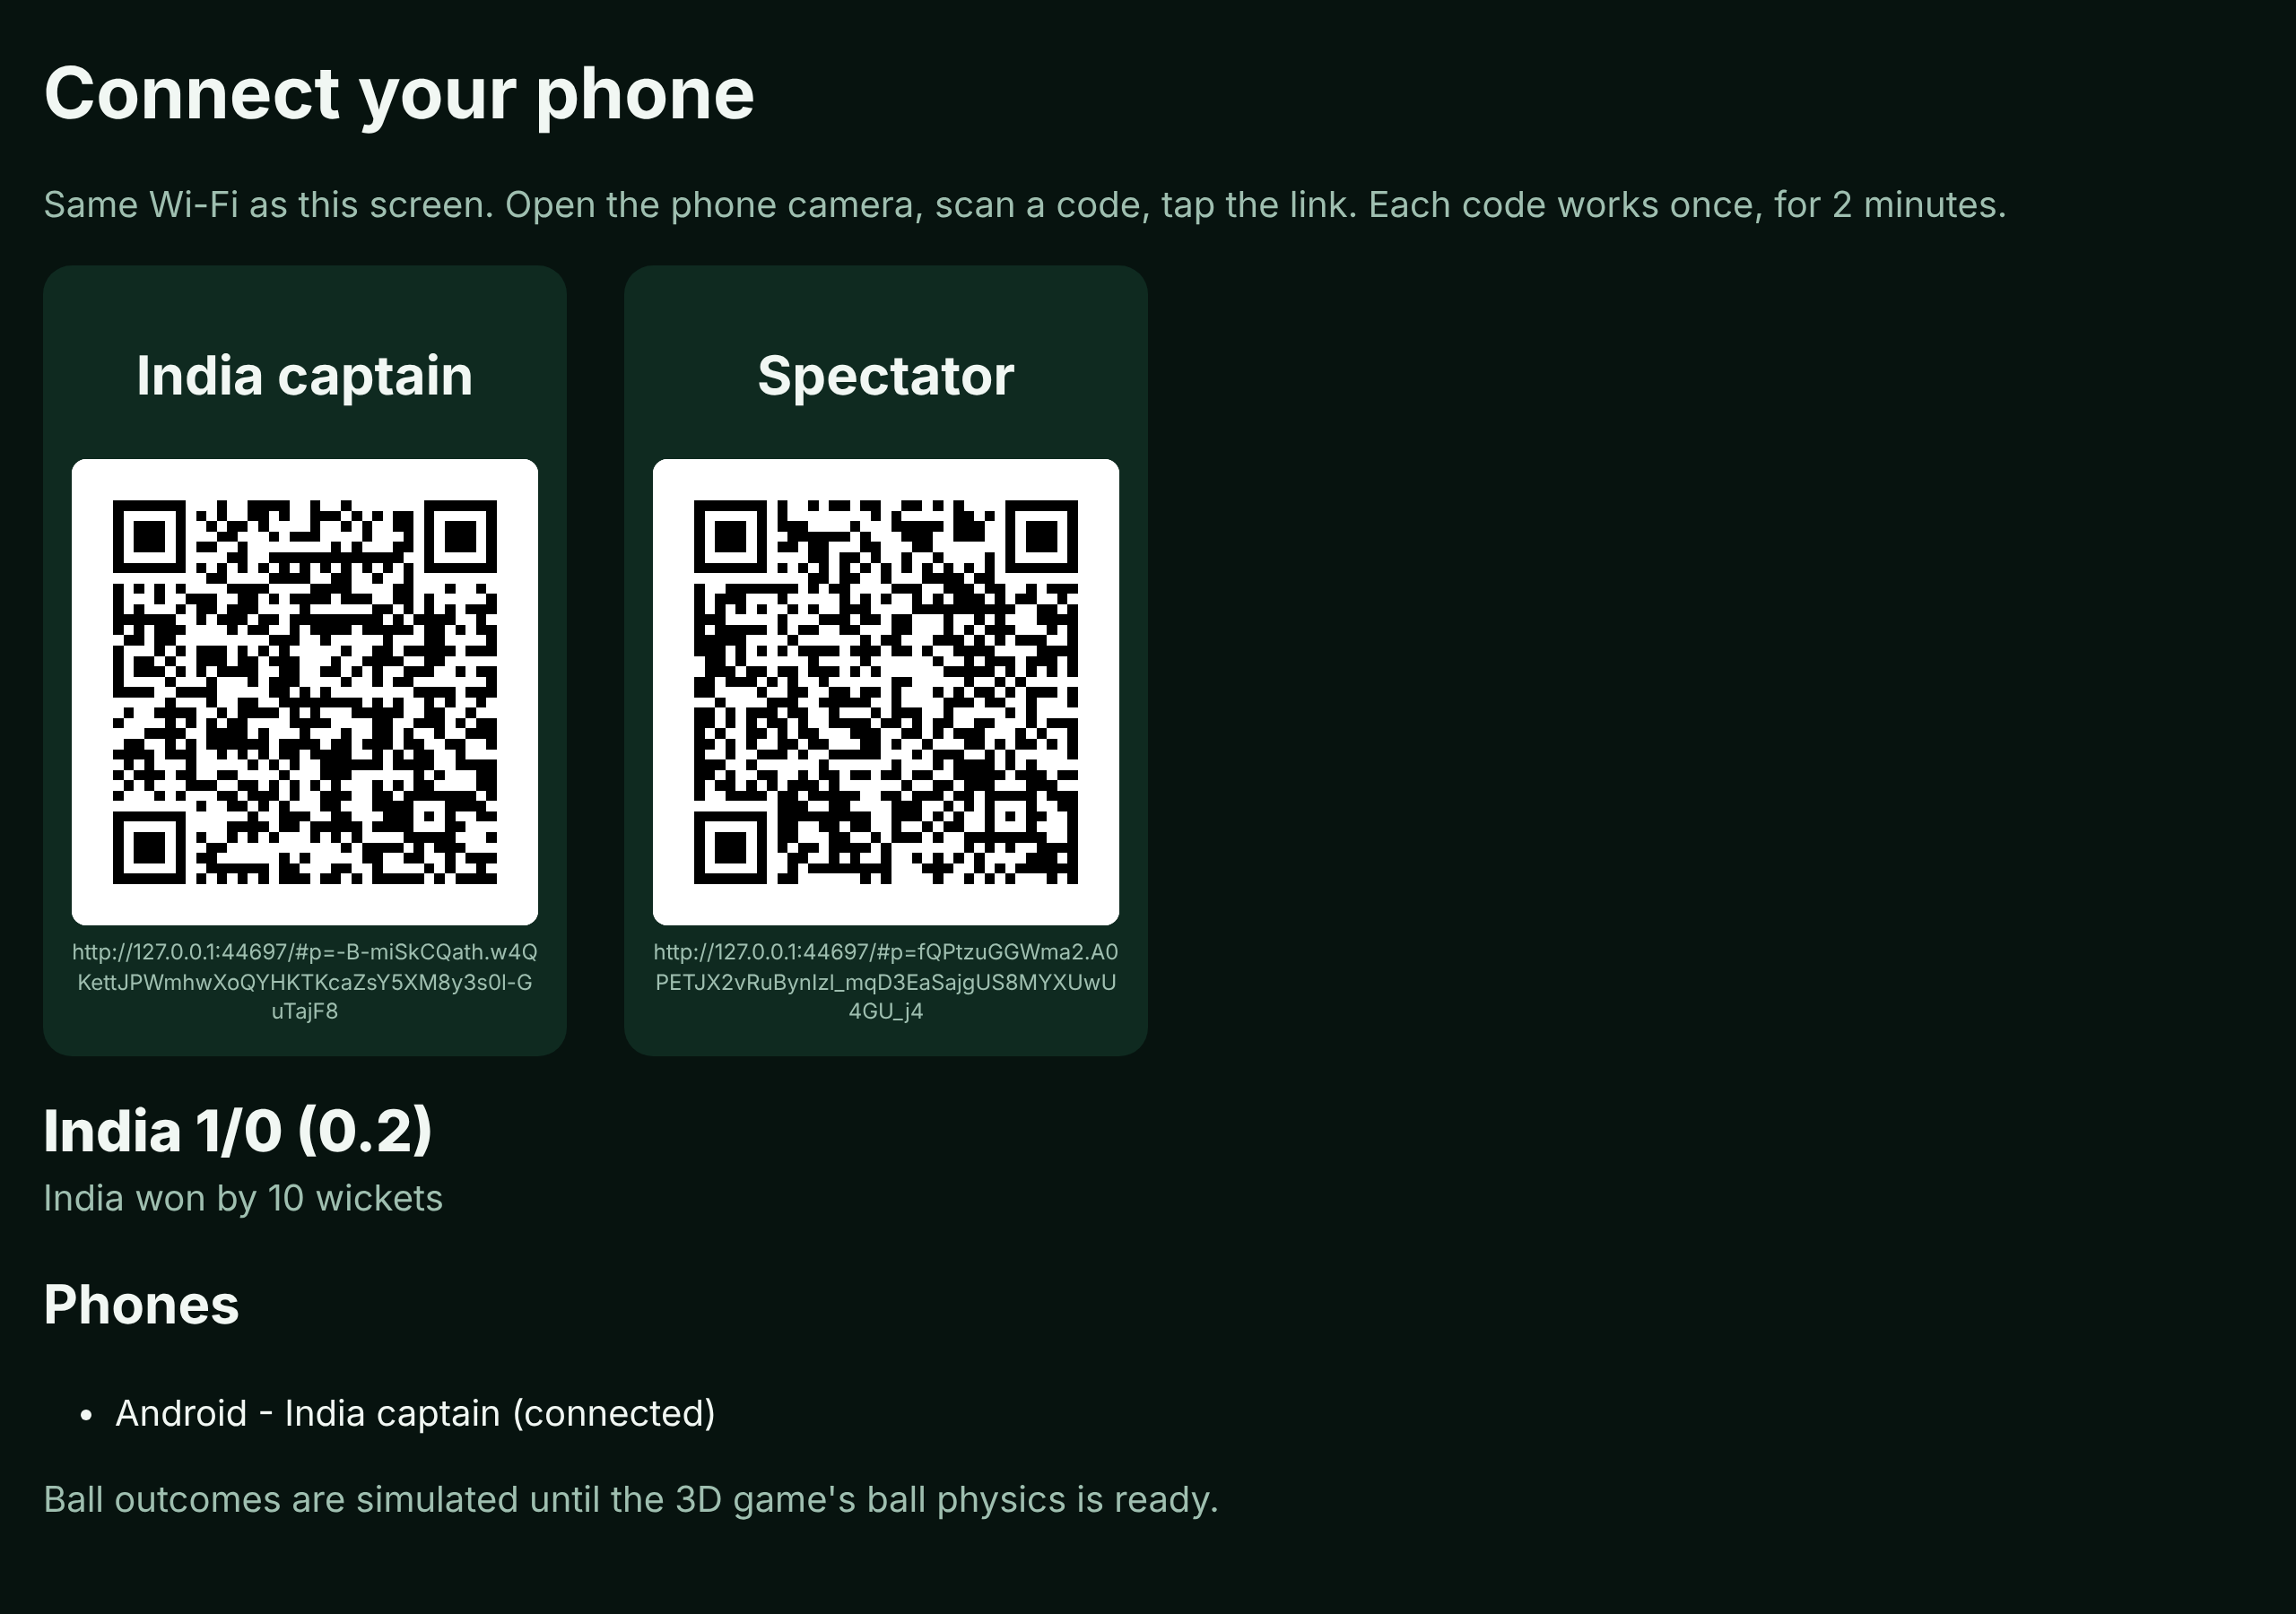 Connect your phone
Same Wi-Fi as this screen. Open the phone camera, scan a code, tap the link. Each code works once, for 2 minutes.
India captain
http://127.0.0.1:44697/#p=-B-miSkCQath.w4Q
KettJPWmhwXoQYHKTKcaZsY5XM8y3s0l-G
uTajF8
Spectator
http://127.0.0.1:44697/#p=fQPtzuGGWma2.A0
PETJX2vRuBynIzl_mqD3EaSajgUS8MYXUwU
4GU_j4
India 1/0 (0.2)
India won by 10 wickets
Phones
• Android - India captain (connected)
Ball outcomes are simulated until the 3D game's ball physics is ready.